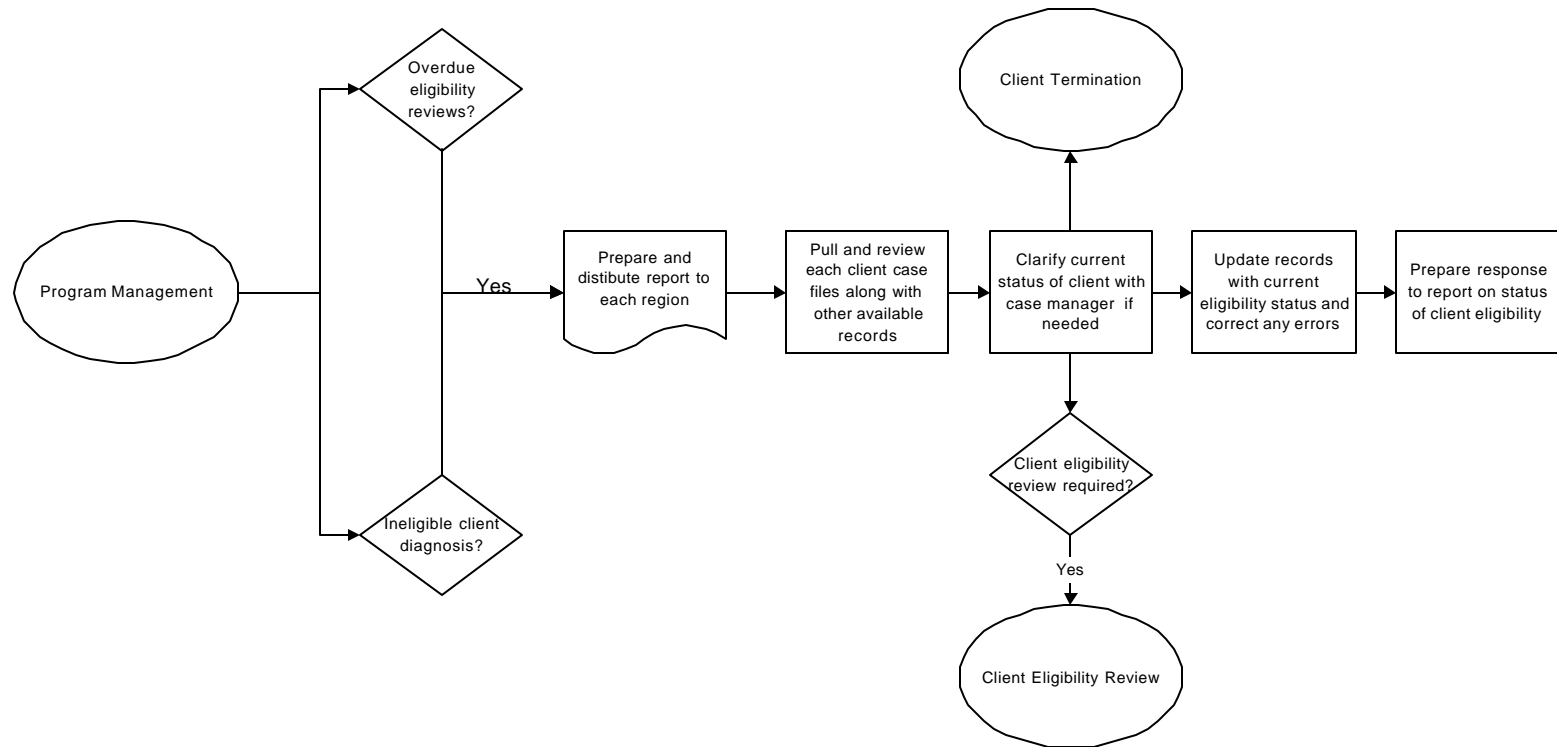 Program Management
Overdue
eligibility
reviews?
Ineligible client
diagnosis?
Yes
Prepare and
distibute report to
each region
Pull and review
each client case
files along with
other available
records
Client Termination
Clarify current
status of client with
case manager if
needed
Client eligibility
review required?
Yes
Client Eligibility Review
Update records
with current
eligibility status and
correct any errors
Prepare response
to report on status
of client eligibility